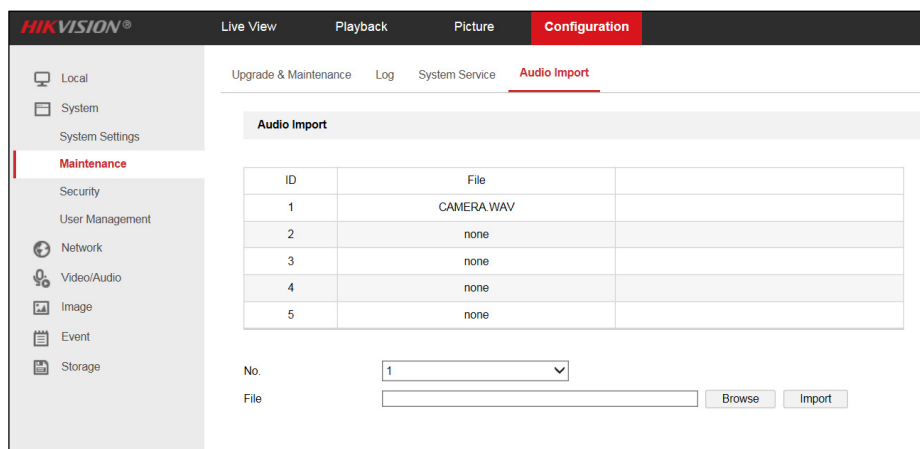 HIKVISION® Live View Playback Picture Configuration
Local
System
System Settings
Maintenance
Security
User Management
Network
Video/Audio
Image
Event
Storage
Upgrade & Maintenance Log System Service Audio Import
Audio Import
ID File
1 CAMERA.WAV
2 none
3 none
4 none
5 none
No. 1
File Browse Import